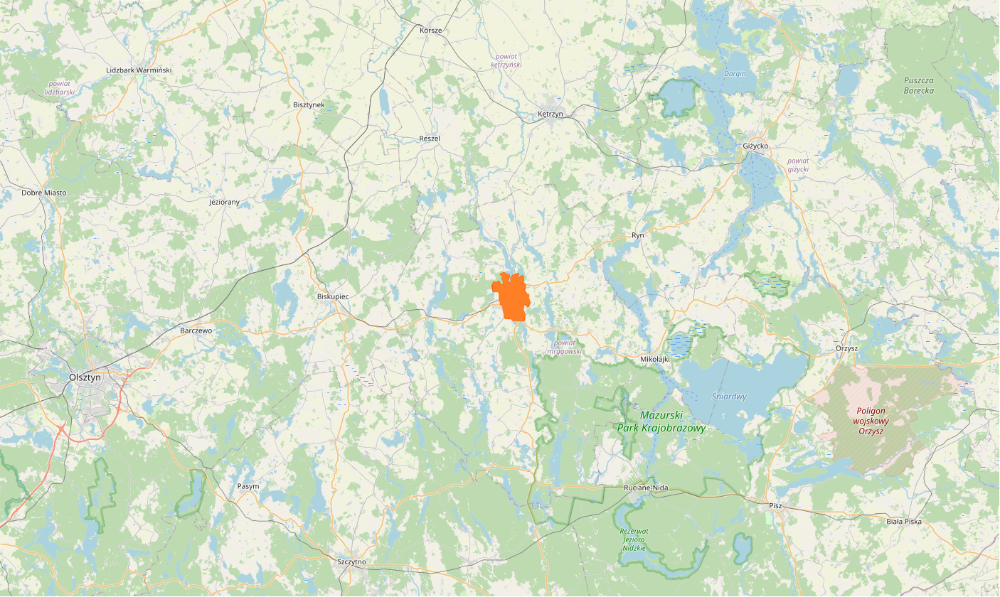 Korsze
powiat
kętrzyński
Lidzbark Warmiński
Dargin
powiat
lidzbarski
Puszcza
Borecka
Bisztynek
Kętrzyn
Reszel
Giżycko
powiat
giżycki
Dobre Miasto
Jeziorany
Ryn
Biskupiec
Barczewo
powiat
mrągowski
Orzysz
Mikołajki
Olsztyn
Śniardwy
Mazurski
Park Krajobrazowy
Poligon
wojskowy
Orzysz
Pasym
Ruciane-Nida
Pisz
Biała Piska
Rezerwat
Jezioro
Nidzkie
Szczytno